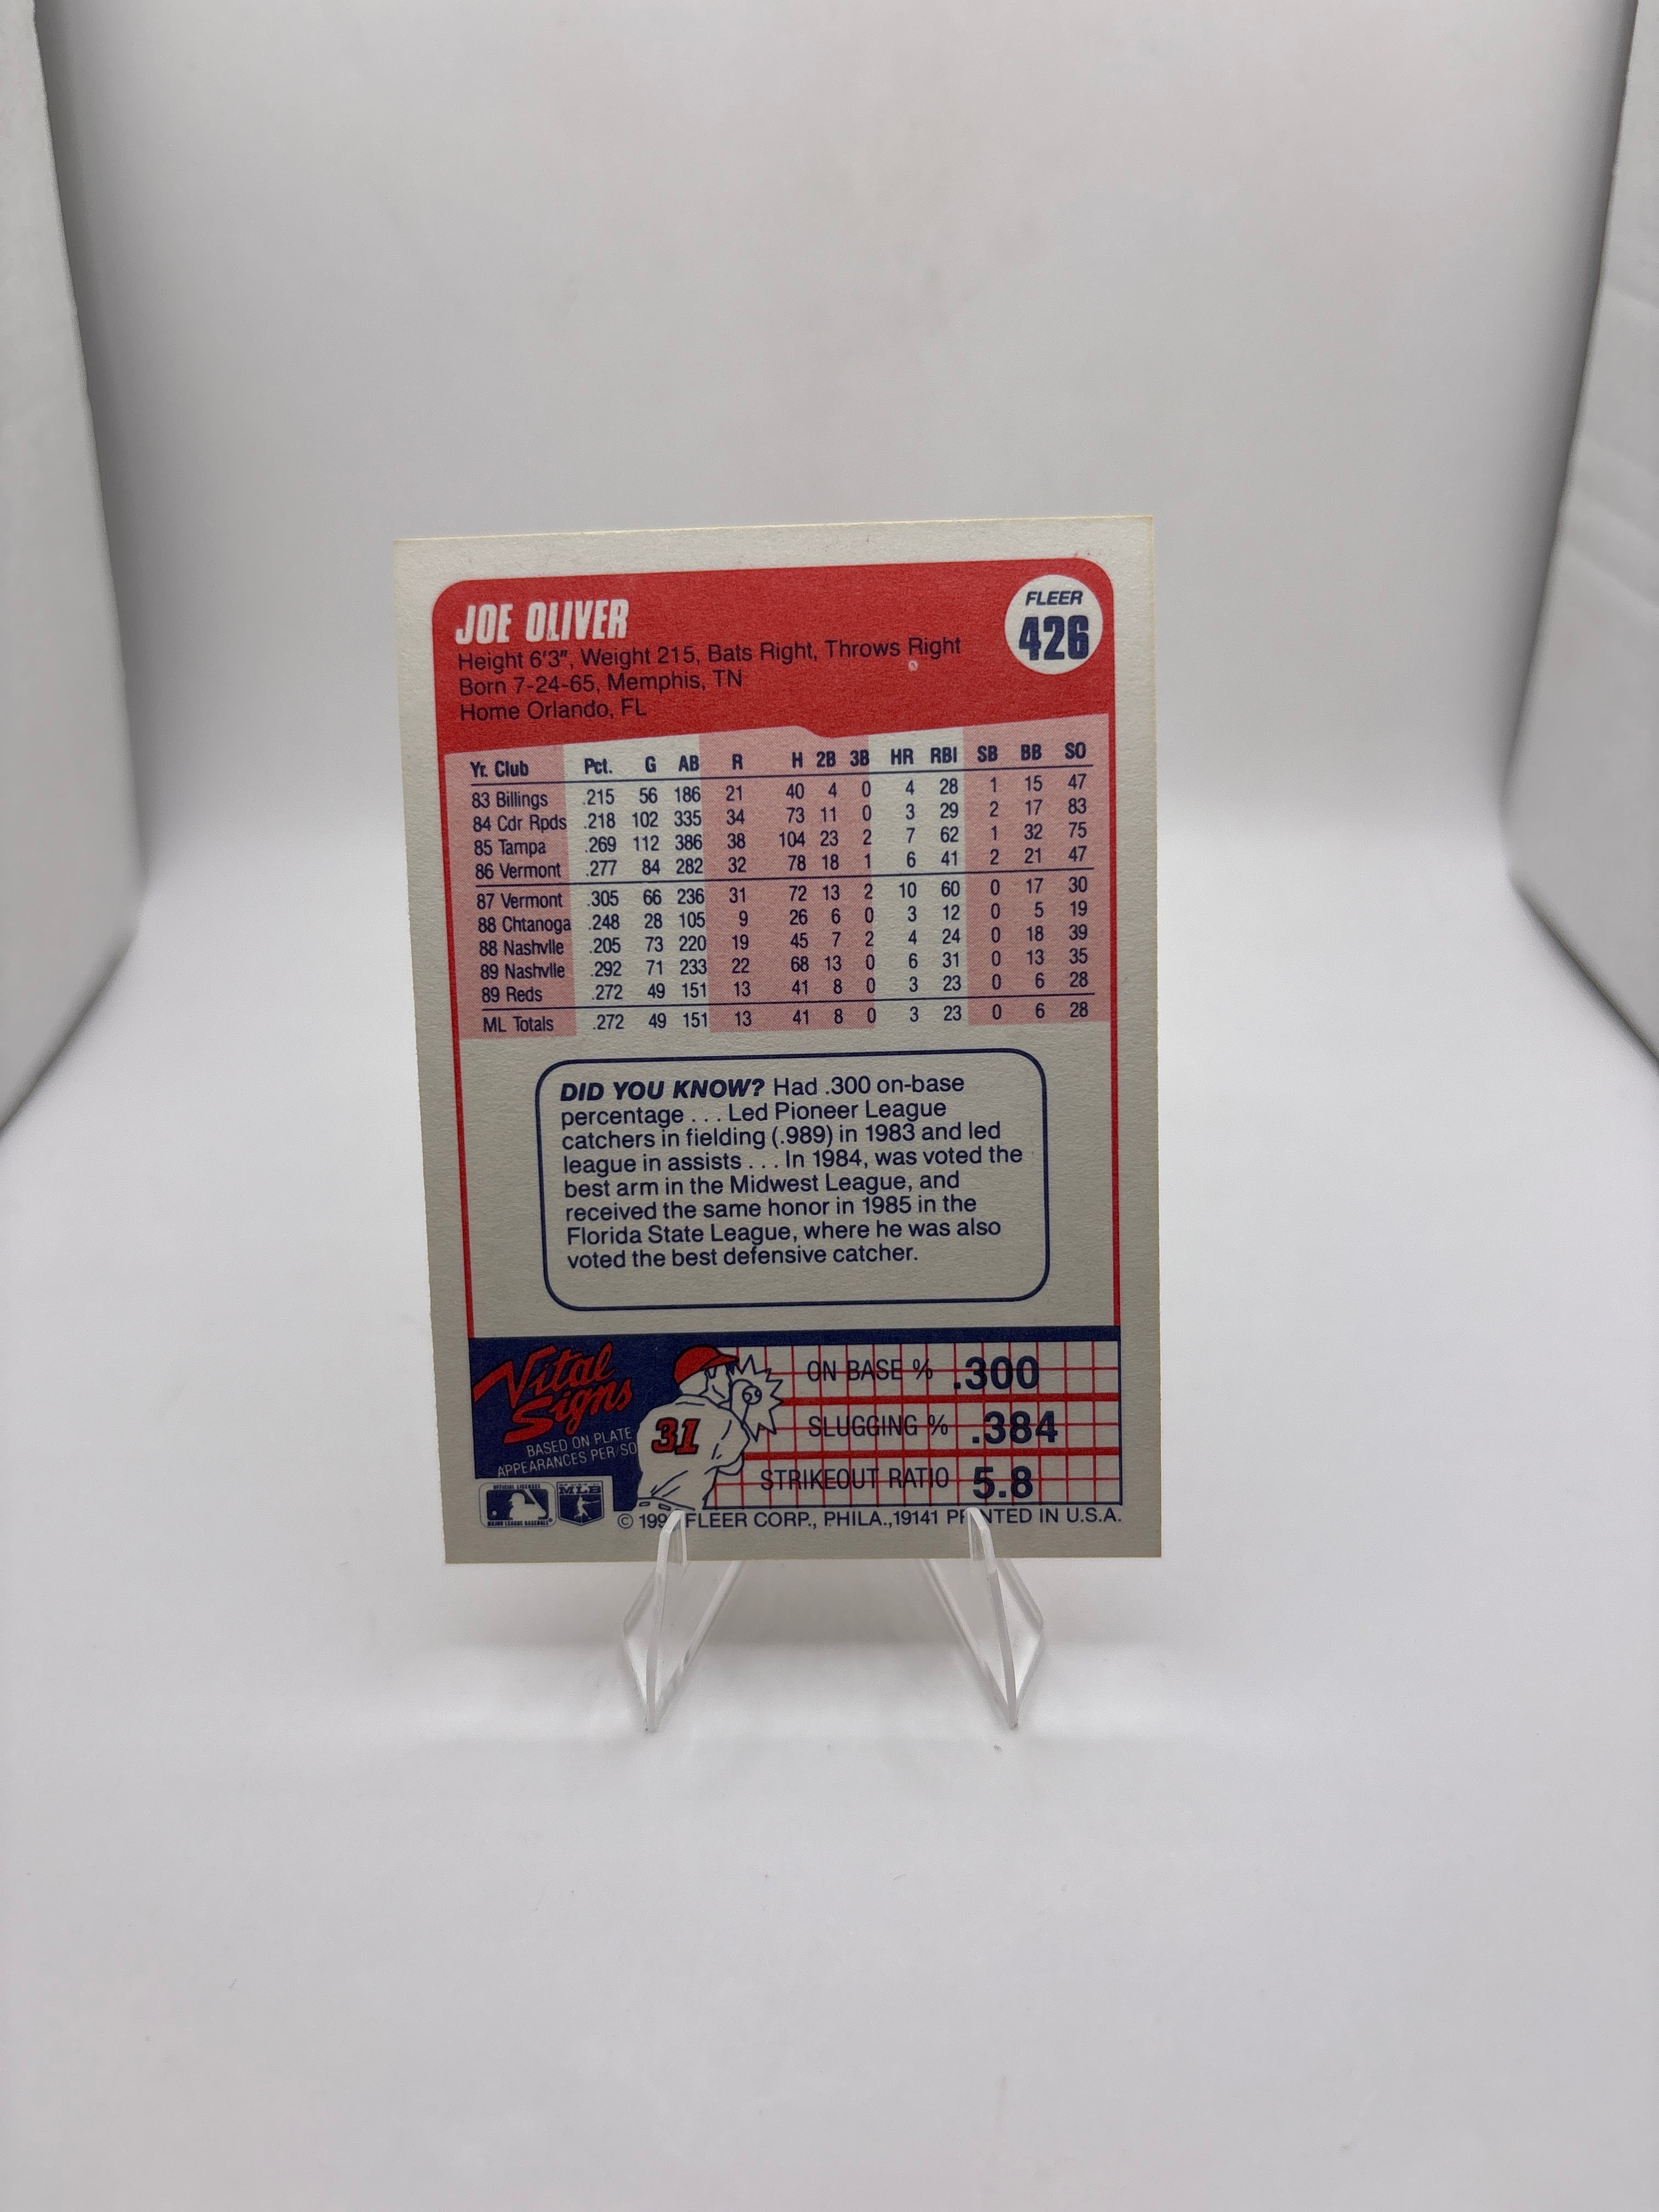 JOE OLIVER
FLEER
426
Height 6'3", Weight 215, Bats Right, Throws Right
Born 7-24-65, Memphis, TN
Home Orlando, FL
Yr. Club Pct. G AB R H 2B 3B HR RBI SB BB SO
83 Billings .215 56 186 21 40 4 0 4 28 1 15 47
84 Cdr Rpds .218 102 335 34 73 11 0 3 29 2 17 83
85 Tampa .269 112 386 38 104 23 2 7 62 1 32 75
86 Vermont .277 84 282 32 78 18 1 6 41 2 21 47
87 Vermont .305 66 236 31 72 13 2 10 60 0 17 30
88 Chtanoga .248 28 105 9 26 6 0 3 12 0 5 19
88 Nashvlle .205 73 220 19 45 7 2 4 24 0 18 39
89 Nashvlle .292 71 233 22 68 13 0 6 31 0 13 35
89 Reds .272 49 151 13 41 8 0 3 23 0 6 28
ML Totals .272 49 151 13 41 8 0 3 23 0 6 28
DID YOU KNOW? Had .300 on-base
percentage . . . Led Pioneer League
catchers in fielding (.989) in 1983 and led
league in assists . . . In 1984, was voted the
best arm in the Midwest League, and
received the same honor in 1985 in the
Florida State League, where he was also
voted the best defensive catcher.
Vital
Signs
BASED ON PLATE
APPEARANCES PER/SO
31
ON BASE % .300
SLUGGING % .384
STRIKEOUT RATIO 5.8
OFFICIAL LICENSEE
MAJOR LEAGUE BASEBALL
MLB
© FLEER CORP., PHILA., 19141 IN U.S.A.